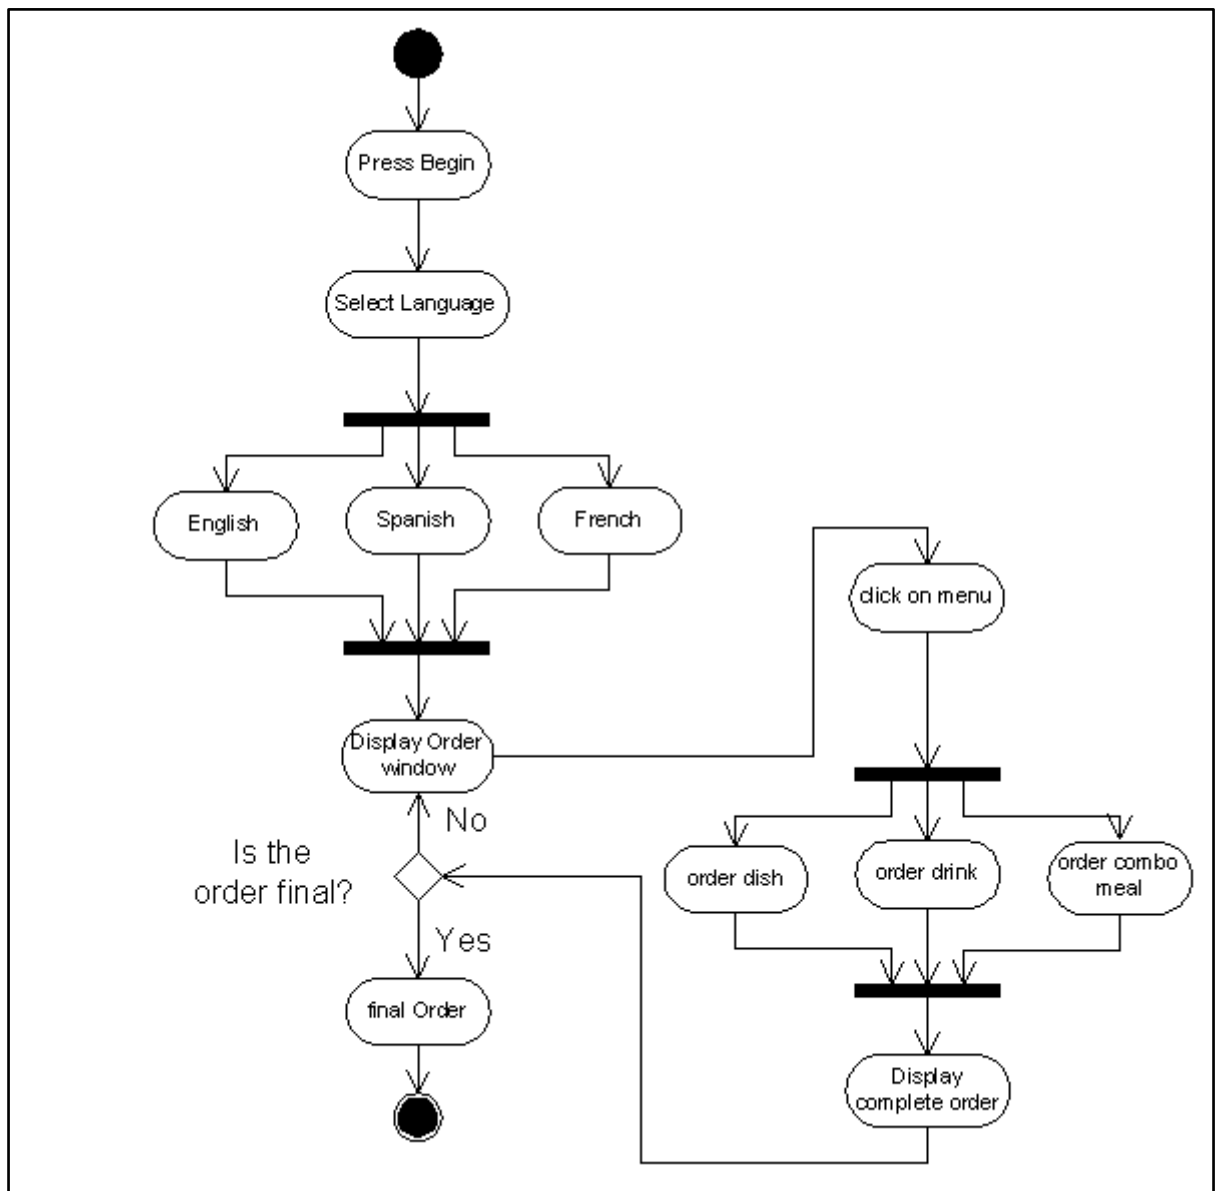 Press Begin
Select Language
English
Spanish
French
click on menu
Display Order
window
No
Is the
order final?
Yes
order dish
order drink
order combo
meal
final Order
Display
complete order